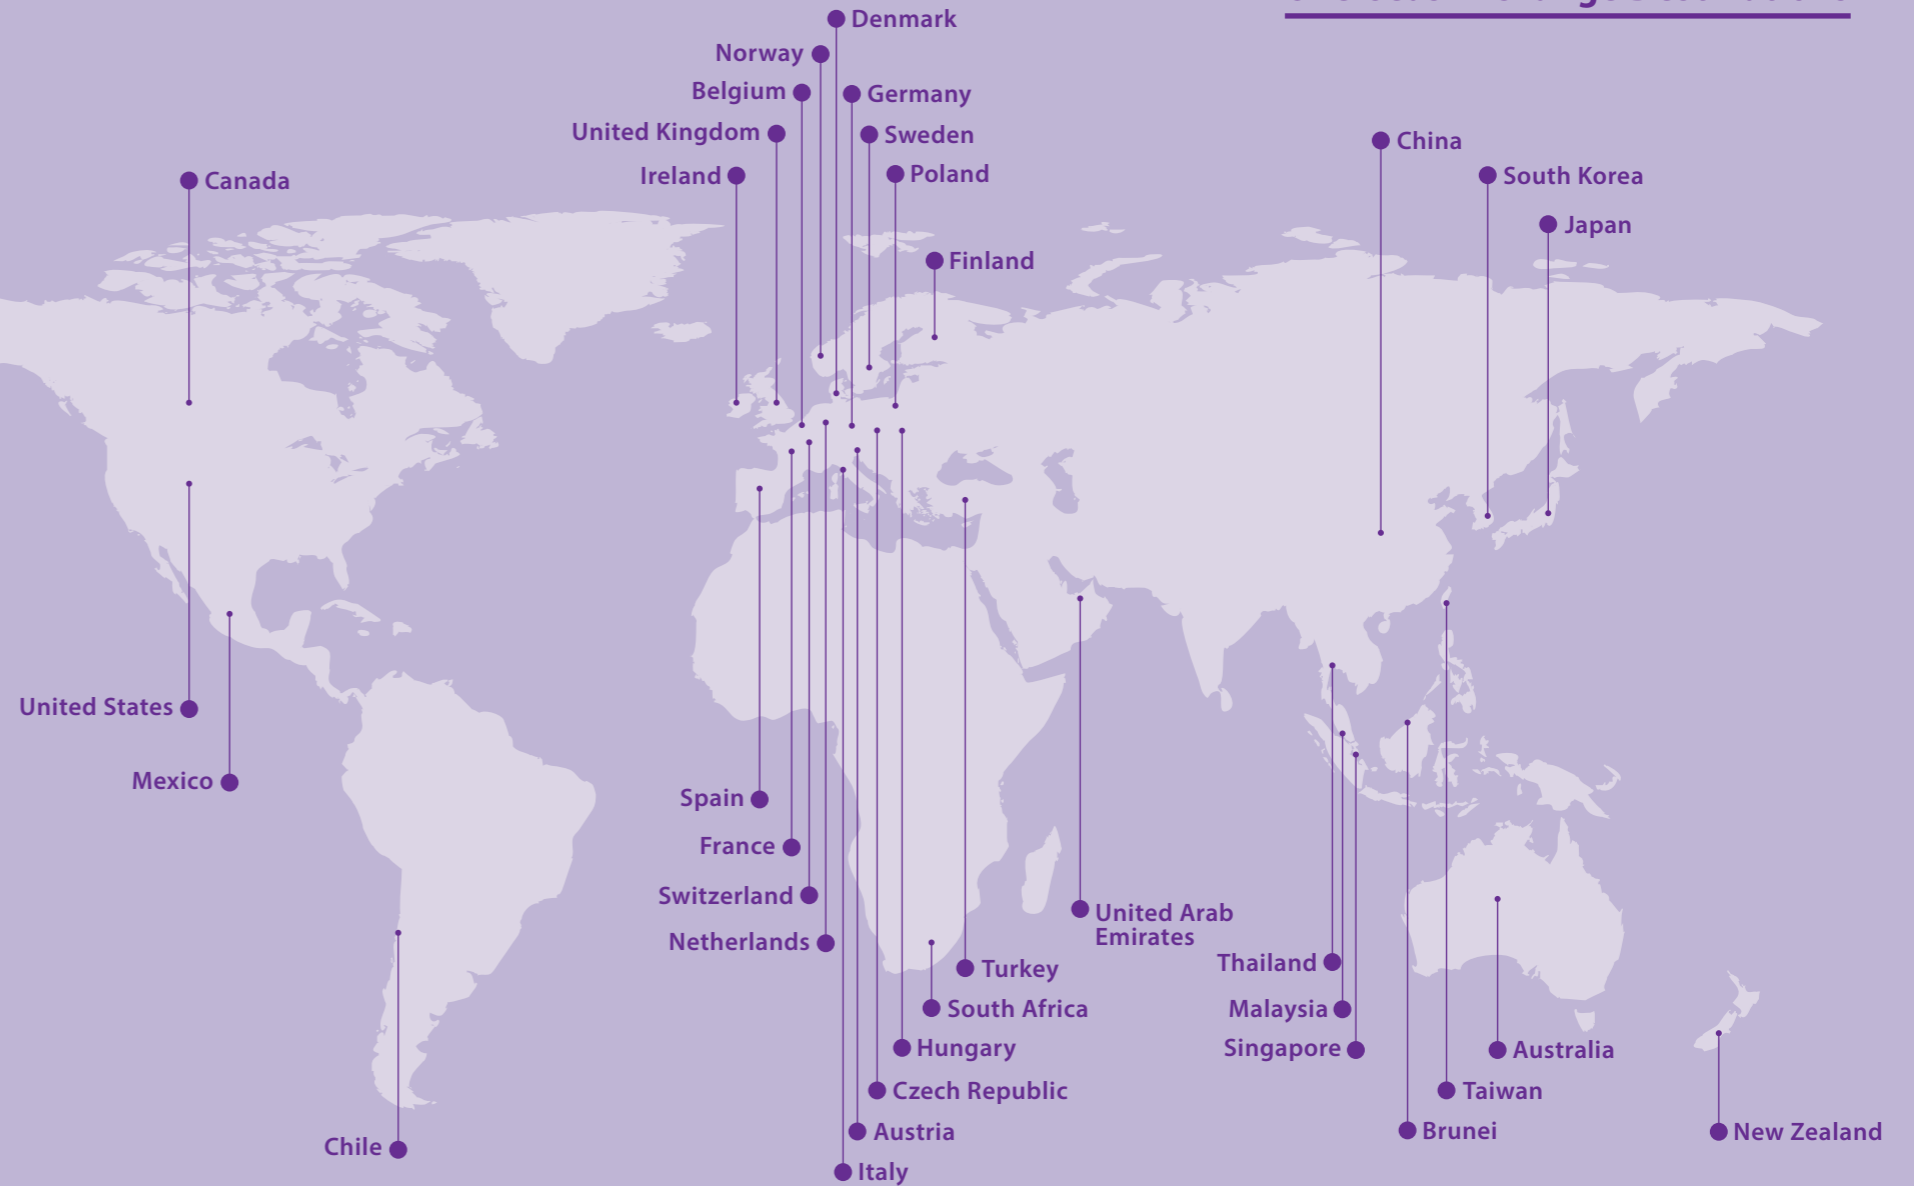 Denmark
Norway
Belgium
Germany
United Kingdom
Sweden
China
Ireland
Poland
South Korea
Canada
Japan
Finland
United States
Mexico
Spain
France
Switzerland
United Arab
Emirates
Netherlands
Thailand
Turkey
South Africa
Malaysia
Hungary
Singapore
Australia
Czech Republic
Taiwan
Austria
Brunei
New Zealand
Chile
Italy